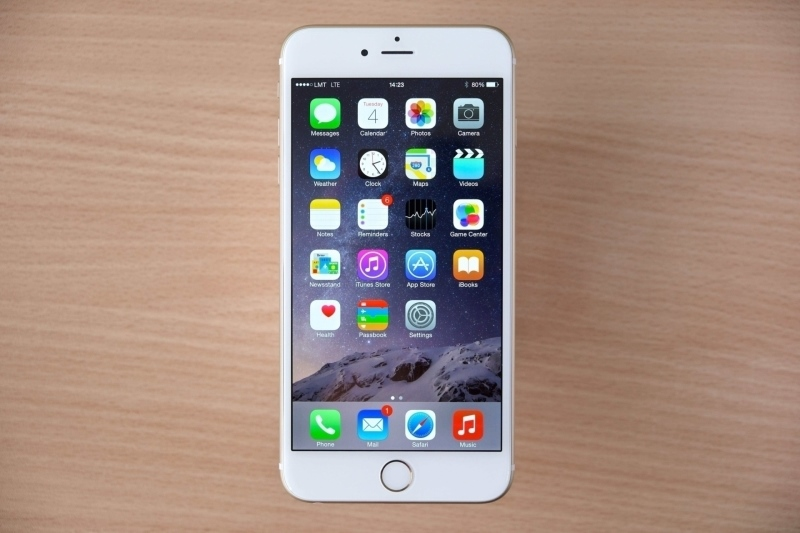 LMT LTE 14:23 80%
Tuesday
4
Messages Calendar Photos Camera
280
Weather Clock Maps Videos
6
Notes Reminders Stocks Game Center
Newsstand iTunes Store App Store iBooks
Health Passbook Settings
1
Phone Mail Safari Music